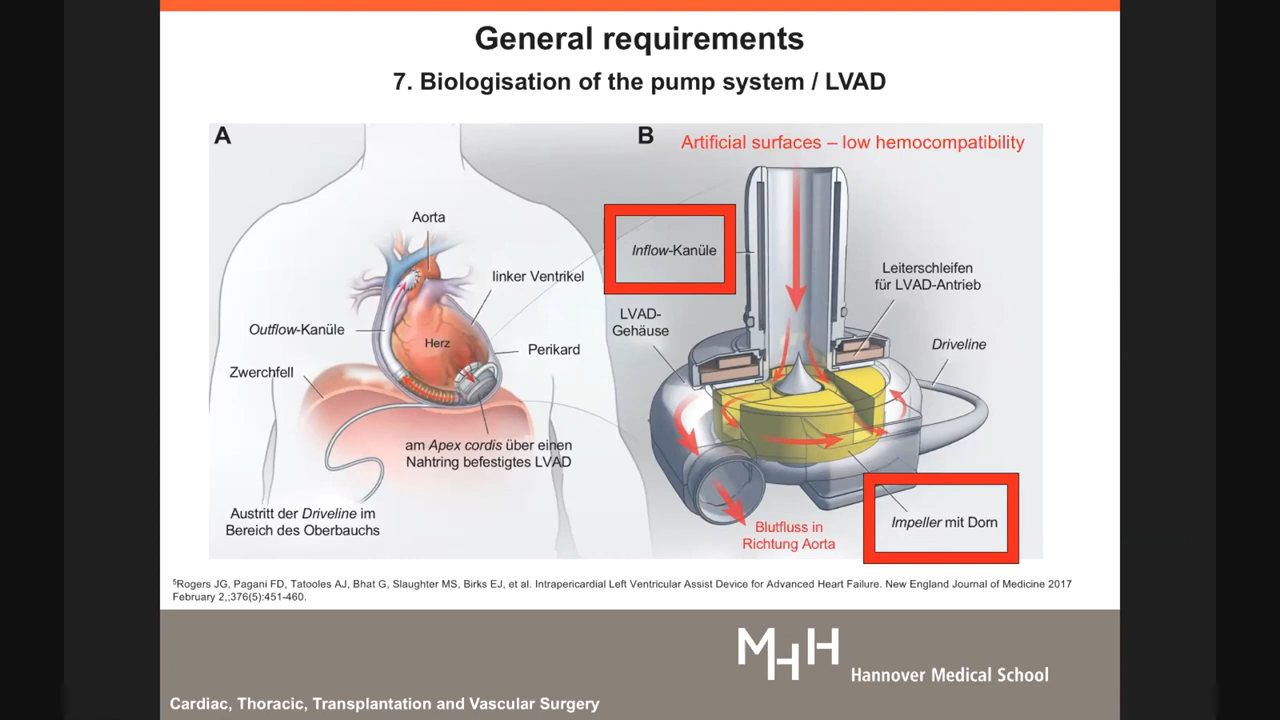 General requirements
7. Biologisation of the pump system / LVAD
A
Aorta
linker Ventrikel
Outflow-Kanüle
Herz
Perikard
Zwerchfell
am Apex cordis über einen
Nahtring befestigtes LVAD
Austritt der Driveline im
Bereich des Oberbauchs
B
Artificial surfaces – low hemocompatibility
Inflow-Kanüle
Leiterschleifen
für LVAD-Antrieb
LVAD-
Gehäuse
Driveline
Impeller mit Dorn
Blutfluss in
Richtung Aorta
⁵Rogers JG, Pagani FD, Tatooles AJ, Bhat G, Slaughter MS, Birks EJ, et al. Intrapericardial Left Ventricular Assist Device for Advanced Heart Failure. New England Journal of Medicine 2017
February 2,;376(5):451-460.
MHH
Hannover Medical School
Cardiac, Thoracic, Transplantation and Vascular Surgery